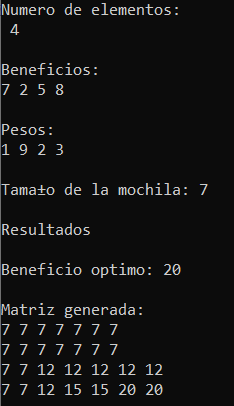 Numero de elementos:
4
Beneficios:
7 2 5 8
Pesos:
1 9 2 3
Tama±o de la mochila: 7
Resultados
Beneficio optimo: 20
Matriz generada:
7 7 7 7 7 7 7
7 7 7 7 7 7 7
7 7 12 12 12 12 12
7 7 12 15 15 20 20